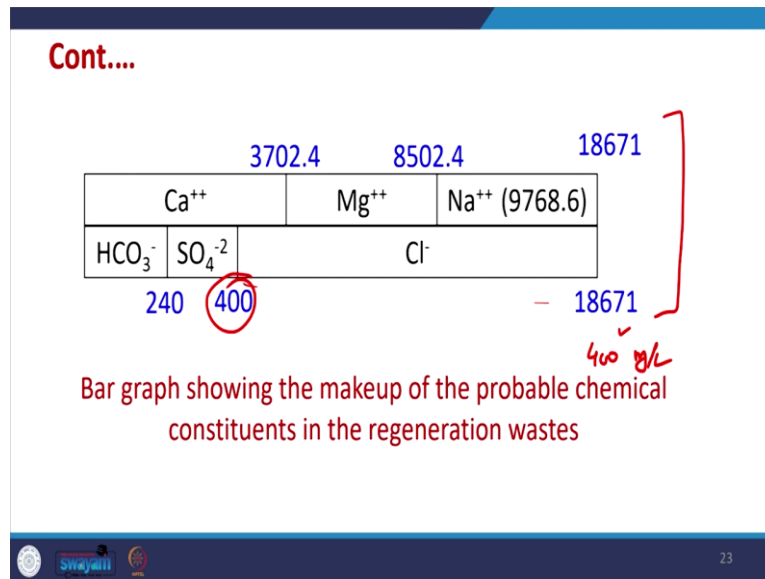 Cont....
3702.4 8502.4 18671
Ca⁺⁺ Mg⁺⁺ Na⁺⁺ (9768.6)
HCO₃⁻ SO₄⁻² Cl⁻
240 400 – 18671
400 mg/L
Bar graph showing the makeup of the probable chemical
constituents in the regeneration wastes
swayam
23